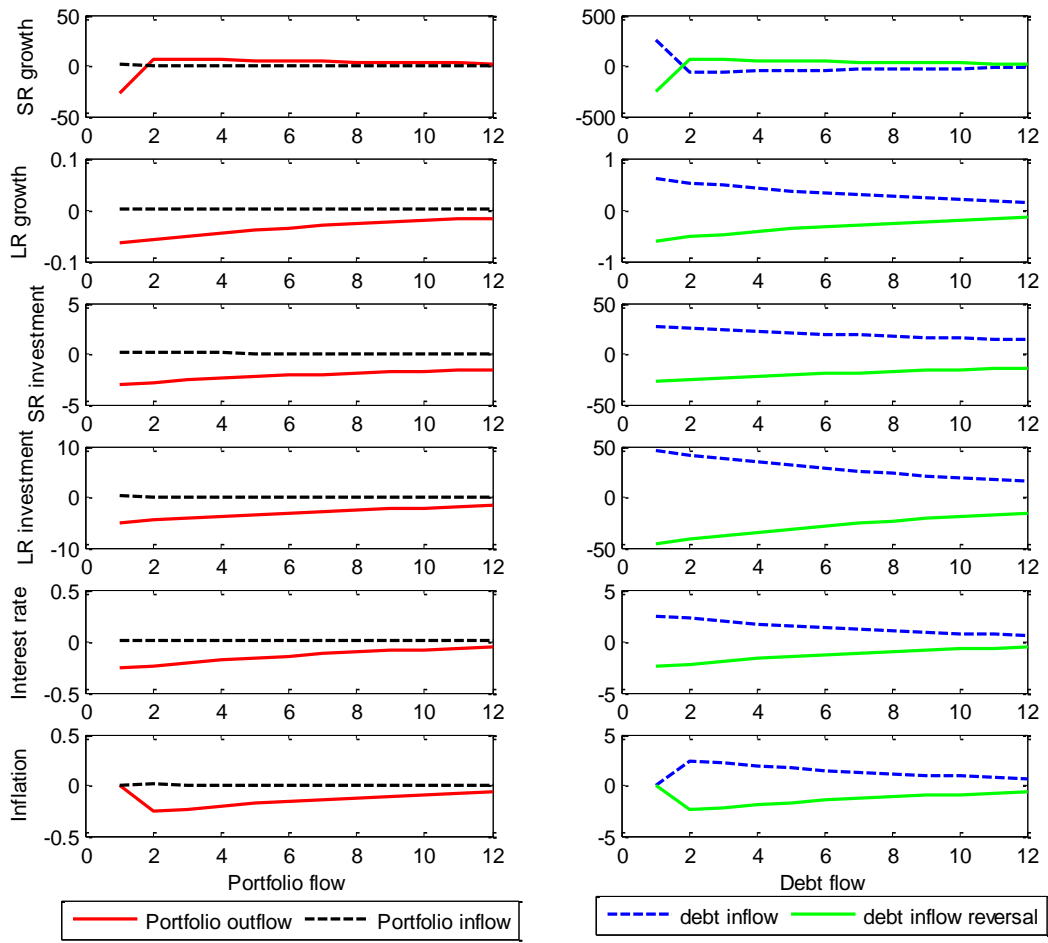 SR growth
50
0
-50
0 2 4 6 8 10 12
500
0
-500
0 2 4 6 8 10 12
LR growth
0.1
0
-0.1
0 2 4 6 8 10 12
1
0
-1
0 2 4 6 8 10 12
SR investment
5
0
-5
0 2 4 6 8 10 12
50
0
-50
0 2 4 6 8 10 12
LR investment
10
0
-10
0 2 4 6 8 10 12
50
0
-50
0 2 4 6 8 10 12
Interest rate
0.5
0
-0.5
0 2 4 6 8 10 12
5
0
-5
0 2 4 6 8 10 12
Inflation
0.5
0
-0.5
0 2 4 6 8 10 12
Portfolio flow
5
0
-5
0 2 4 6 8 10 12
Debt flow
Portfolio outflow Portfolio inflow
debt inflow debt inflow reversal